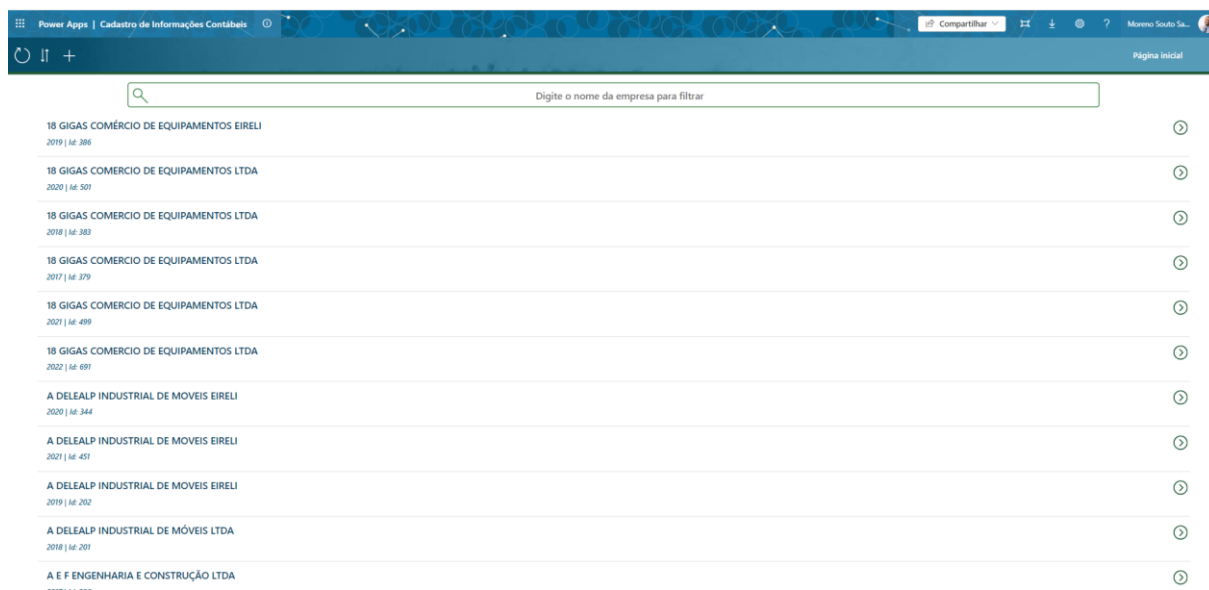 Power Apps | Cadastro de Informações Contábeis
Compartilhar
?
Moreno Souto Sa...
Página inicial
Digite o nome da empresa para filtrar
18 GIGAS COMÉRCIO DE EQUIPAMENTOS EIRELI
2019 | Id: 386
18 GIGAS COMERCIO DE EQUIPAMENTOS LTDA
2020 | Id: 501
18 GIGAS COMERCIO DE EQUIPAMENTOS LTDA
2018 | Id: 383
18 GIGAS COMERCIO DE EQUIPAMENTOS LTDA
2017 | Id: 379
18 GIGAS COMERCIO DE EQUIPAMENTOS LTDA
2021 | Id: 499
18 GIGAS COMERCIO DE EQUIPAMENTOS LTDA
2022 | Id: 691
A DELEALP INDUSTRIAL DE MOVEIS EIRELI
2020 | Id: 344
A DELEALP INDUSTRIAL DE MOVEIS EIRELI
2021 | Id: 451
A DELEALP INDUSTRIAL DE MOVEIS EIRELI
2019 | Id: 202
A DELEALP INDUSTRIAL DE MÓVEIS LTDA
2018 | Id: 201
A E F ENGENHARIA E CONSTRUÇÃO LTDA